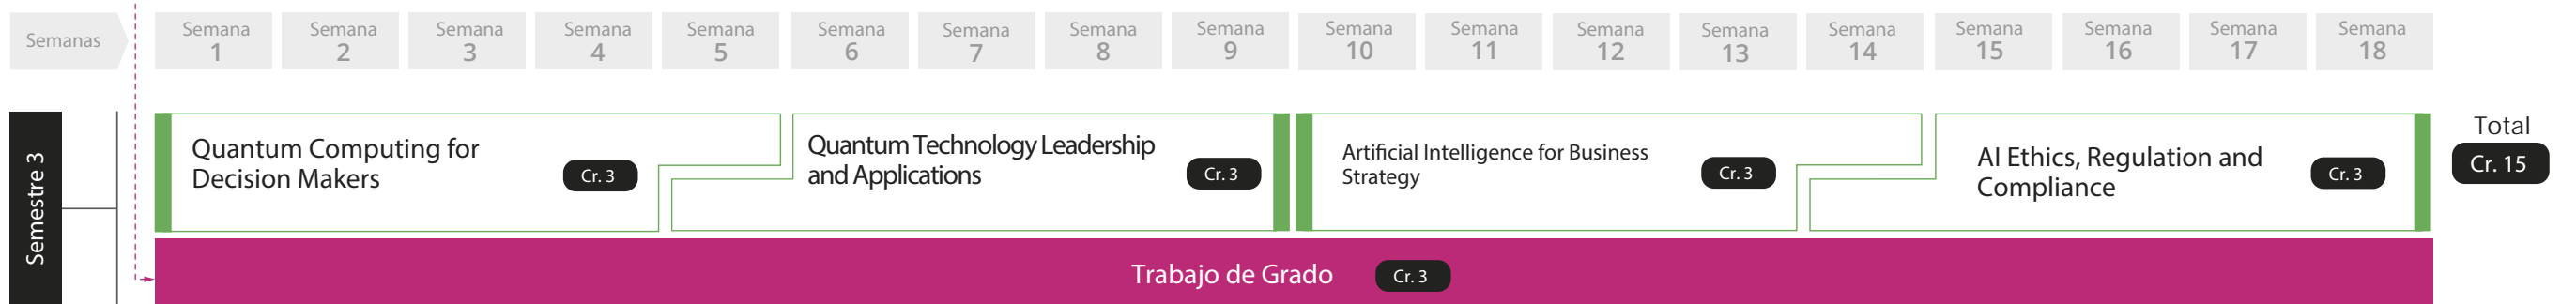 Semanas
Semana
1
Semana
2
Semana
3
Semana
4
Semana
5
Semana
6
Semana
7
Semana
8
Semana
9
Semana
10
Semana
11
Semana
12
Semana
13
Semana
14
Semana
15
Semana
16
Semana
17
Semana
18
Semestre 3
Quantum Computing for
Decision Makers
Cr. 3
Quantum Technology Leadership
and Applications
Cr. 3
Artificial Intelligence for Business
Strategy
Cr. 3
AI Ethics, Regulation and
Compliance
Cr. 3
Total
Cr. 15
Trabajo de Grado
Cr. 3